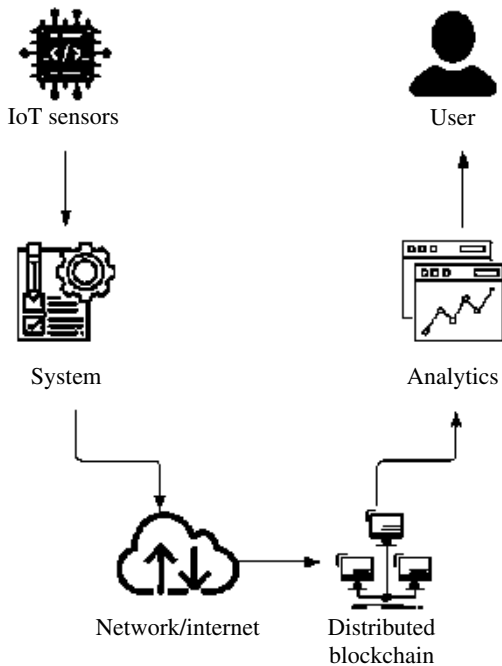 </>
IoT sensors
User
System
Analytics
Network/internet
Distributed
blockchain